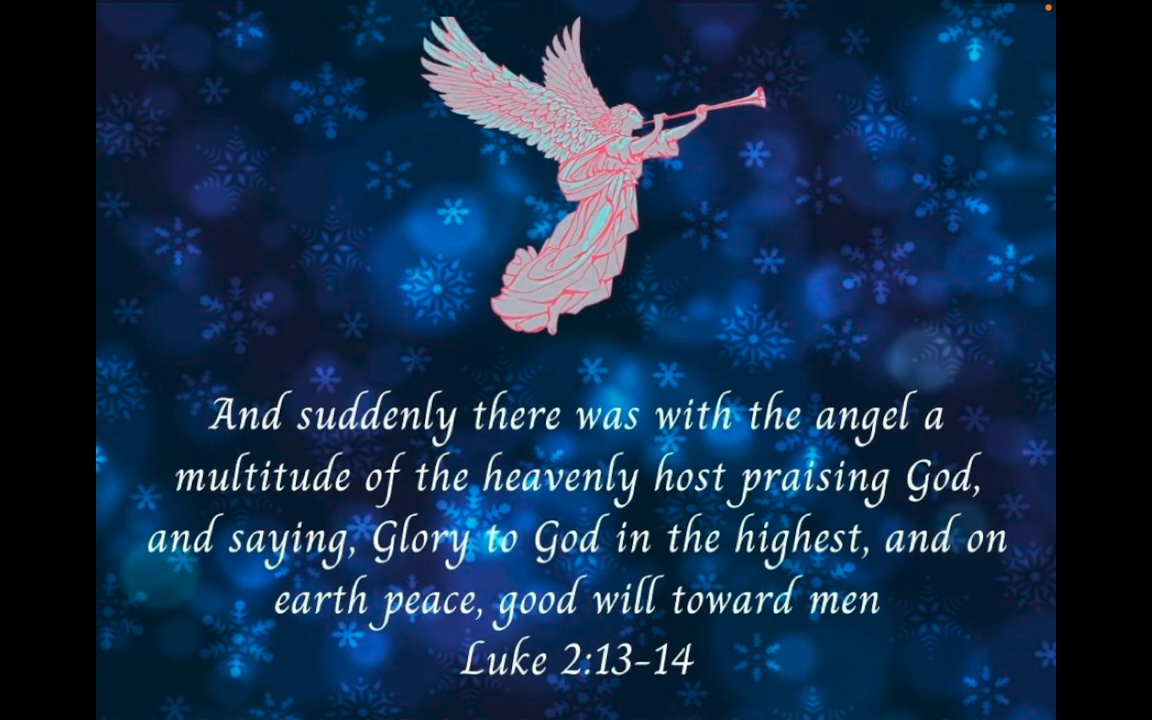 And suddenly there was with the angel a
multitude of the heavenly host praising God,
and saying, Glory to God in the highest, and on
earth peace, good will toward men
Luke 2:13-14